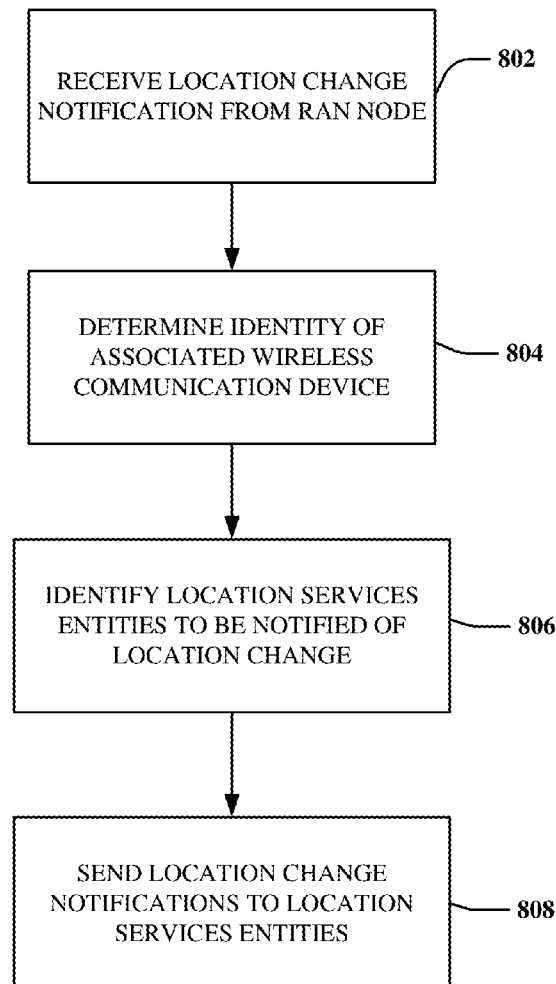 RECEIVE LOCATION CHANGE
NOTIFICATION FROM RAN NODE
802
DETERMINE IDENTITY OF
ASSOCIATED WIRELESS
COMMUNICATION DEVICE
804
IDENTIFY LOCATION SERVICES
ENTITIES TO BE NOTIFIED OF
LOCATION CHANGE
806
SEND LOCATION CHANGE
NOTIFICATIONS TO LOCATION
SERVICES ENTITIES
808